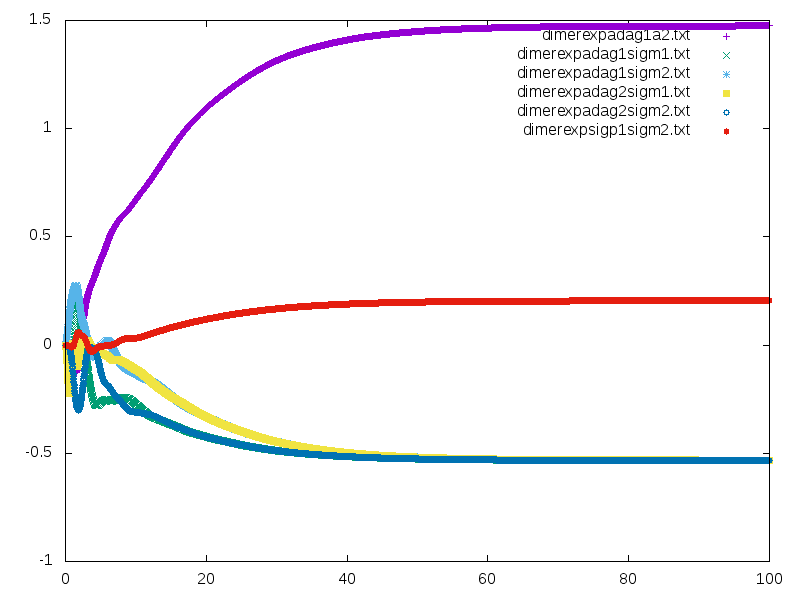 1.5
1
0.5
0
-0.5
-1
0
20
40
60
80
100
dimerexpadag1a2.txt
dimerexpadag1sigm1.txt
dimerexpadag1sigm2.txt
dimerexpadag2sigm1.txt
dimerexpadag2sigm2.txt
dimerexpsigp1sigm2.txt